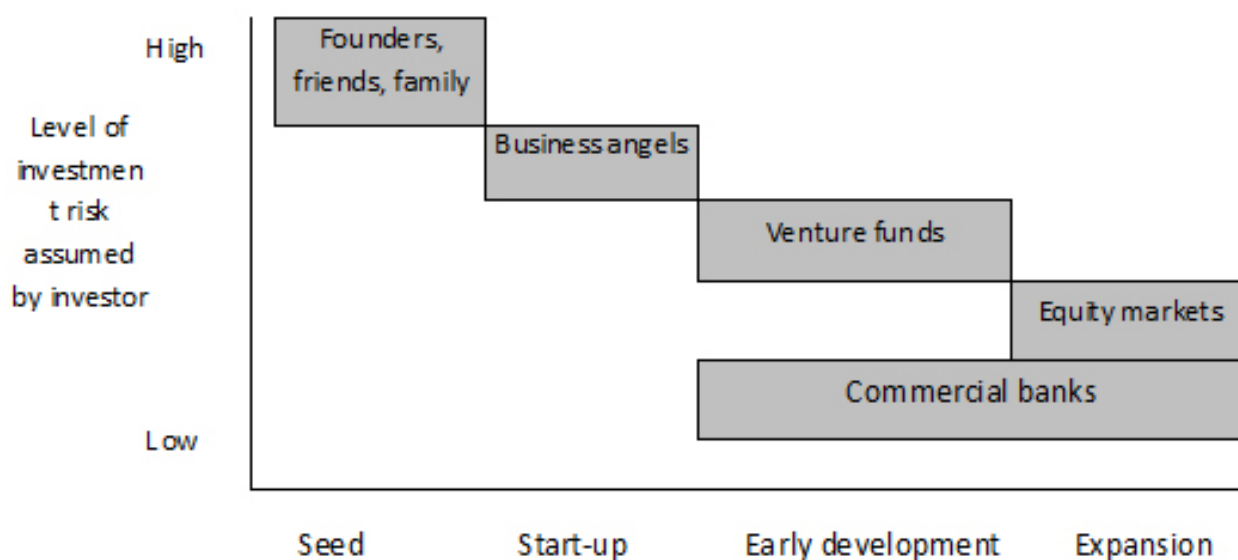 High
Founders,
friends, family
Level of
investmen
t risk
assumed
by investor
Business angels
Venture funds
Equity markets
Commercial banks
Low
Seed
Start-up
Early development
Expansion